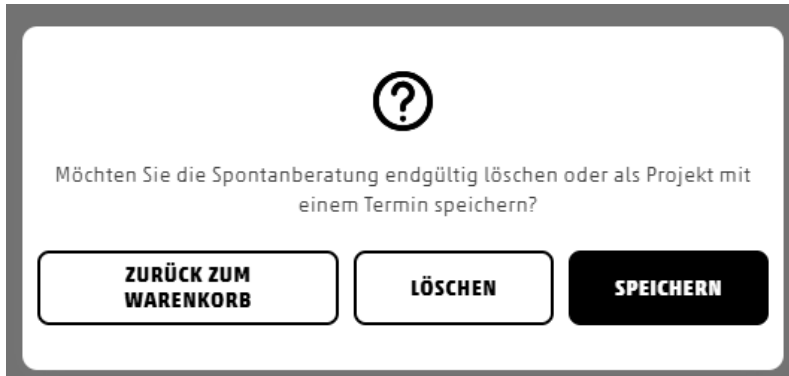 Möchten Sie die Spontanberatung endgültig löschen oder als Projekt mit
einem Termin speichern?
ZURÜCK ZUM
WARENKORB
LÖSCHEN
SPEICHERN